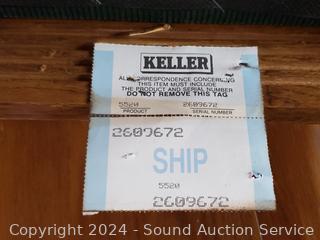 KELLER
ALL CORRESPONDENCE CONCERNING
THIS ITEM MUST INCLUDE
THE PRODUCT AND SERIAL NUMBER
DO NOT REMOVE THIS TAG
5520 2609672
PRODUCT SERIAL NUMBER
2609672
SHIP
5520
2609672
Copyright 2024 - Sound Auction Service